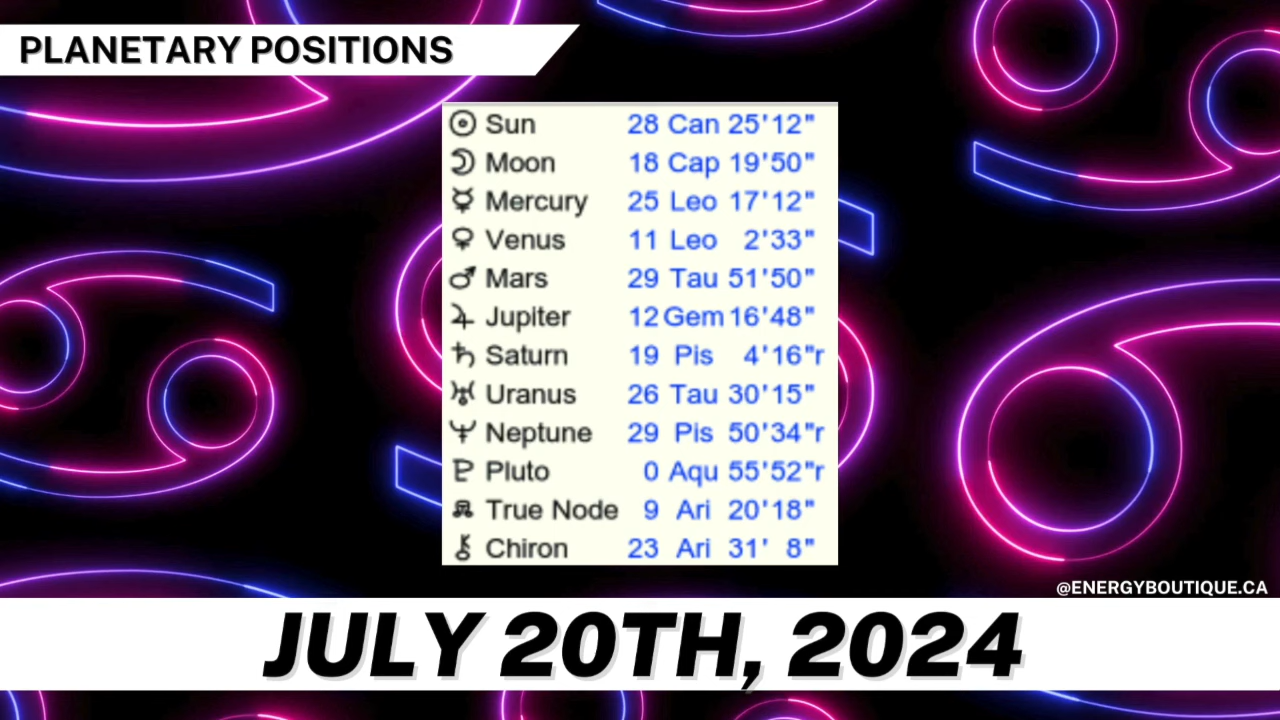 PLANETARY POSITIONS
Sun 28 Can 25'12"
Moon 18 Cap 19'50"
Mercury 25 Leo 17'12"
Venus 11 Leo 2'33"
Mars 29 Tau 51'50"
Jupiter 12 Gem 16'48"
Saturn 19 Pis 4'16"r
Uranus 26 Tau 30'15"
Neptune 29 Pis 50'34"r
Pluto 0 Aqu 55'52"r
True Node 9 Ari 20'18"
Chiron 23 Ari 31' 8"
@ENERGYBOUTIQUE.CA
JULY 20TH, 2024